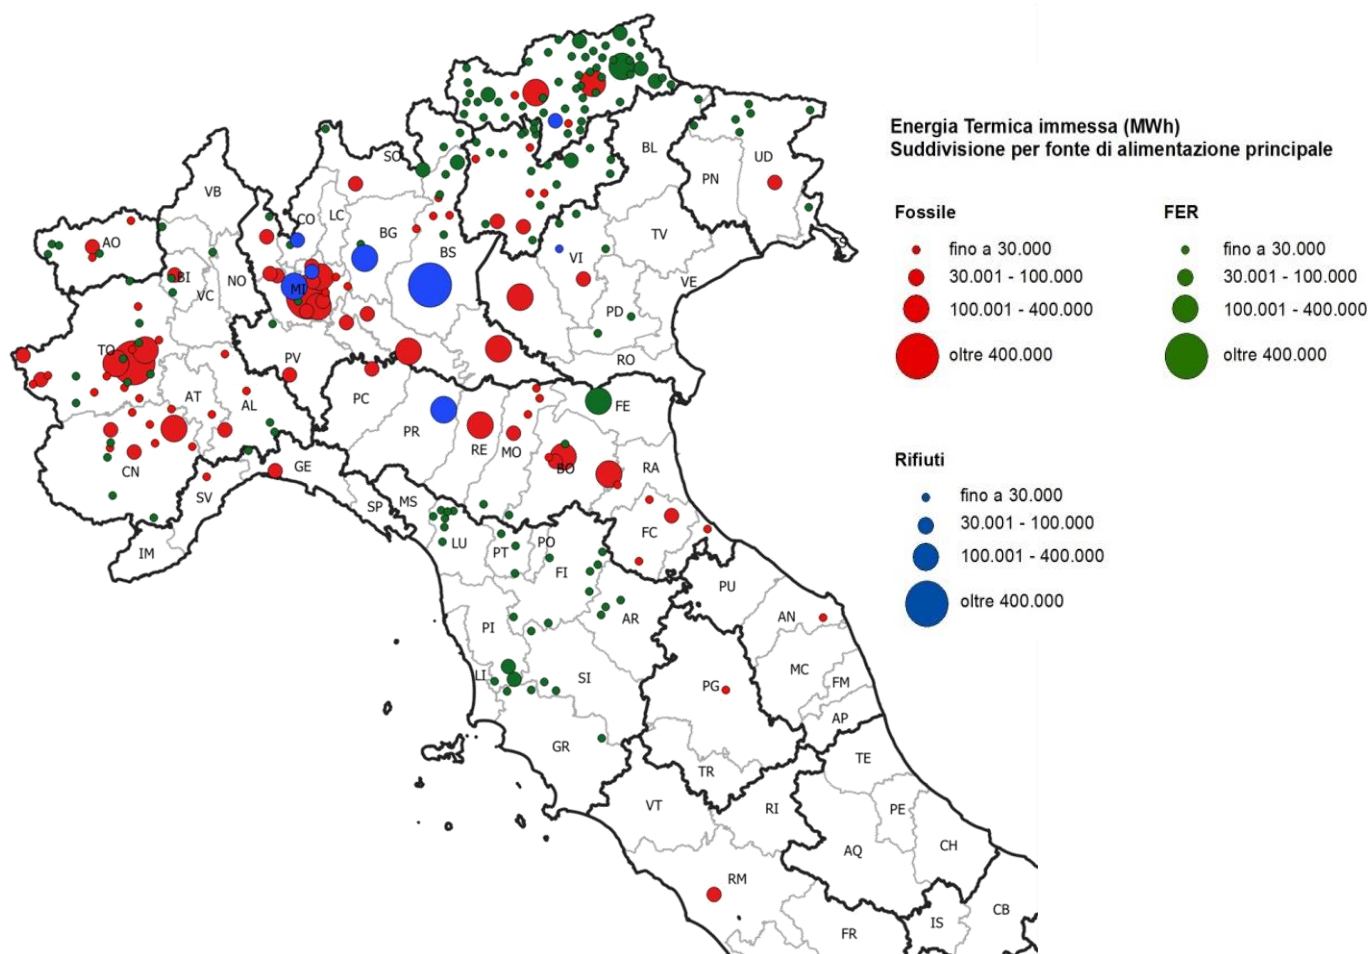 Energia Termica immessa (MWh)
Suddivisione per fonte di alimentazione principale
Fossile
fino a 30.000
30.001 - 100.000
100.001 - 400.000
oltre 400.000
FER
fino a 30.000
30.001 - 100.000
100.001 - 400.000
oltre 400.000
Rifiuti
fino a 30.000
30.001 - 100.000
100.001 - 400.000
oltre 400.000
BL
SO
UD
PN
VB
LC
CO
BG
BS
TV
AO
VI
TS
BI
NO
VC
MI
VE
PD
TO
PV
RO
AT
AL
PC
FE
PR
RE
MO
BO
RA
CN
GE
SV
SP
MS
IM
LU
PT
PO
FI
FC
PU
AN
AR
PI
MC
LI
SI
PG
FM
AP
GR
TR
TE
VT
RI
PE
AQ
CH
RM
CB
IS
FR